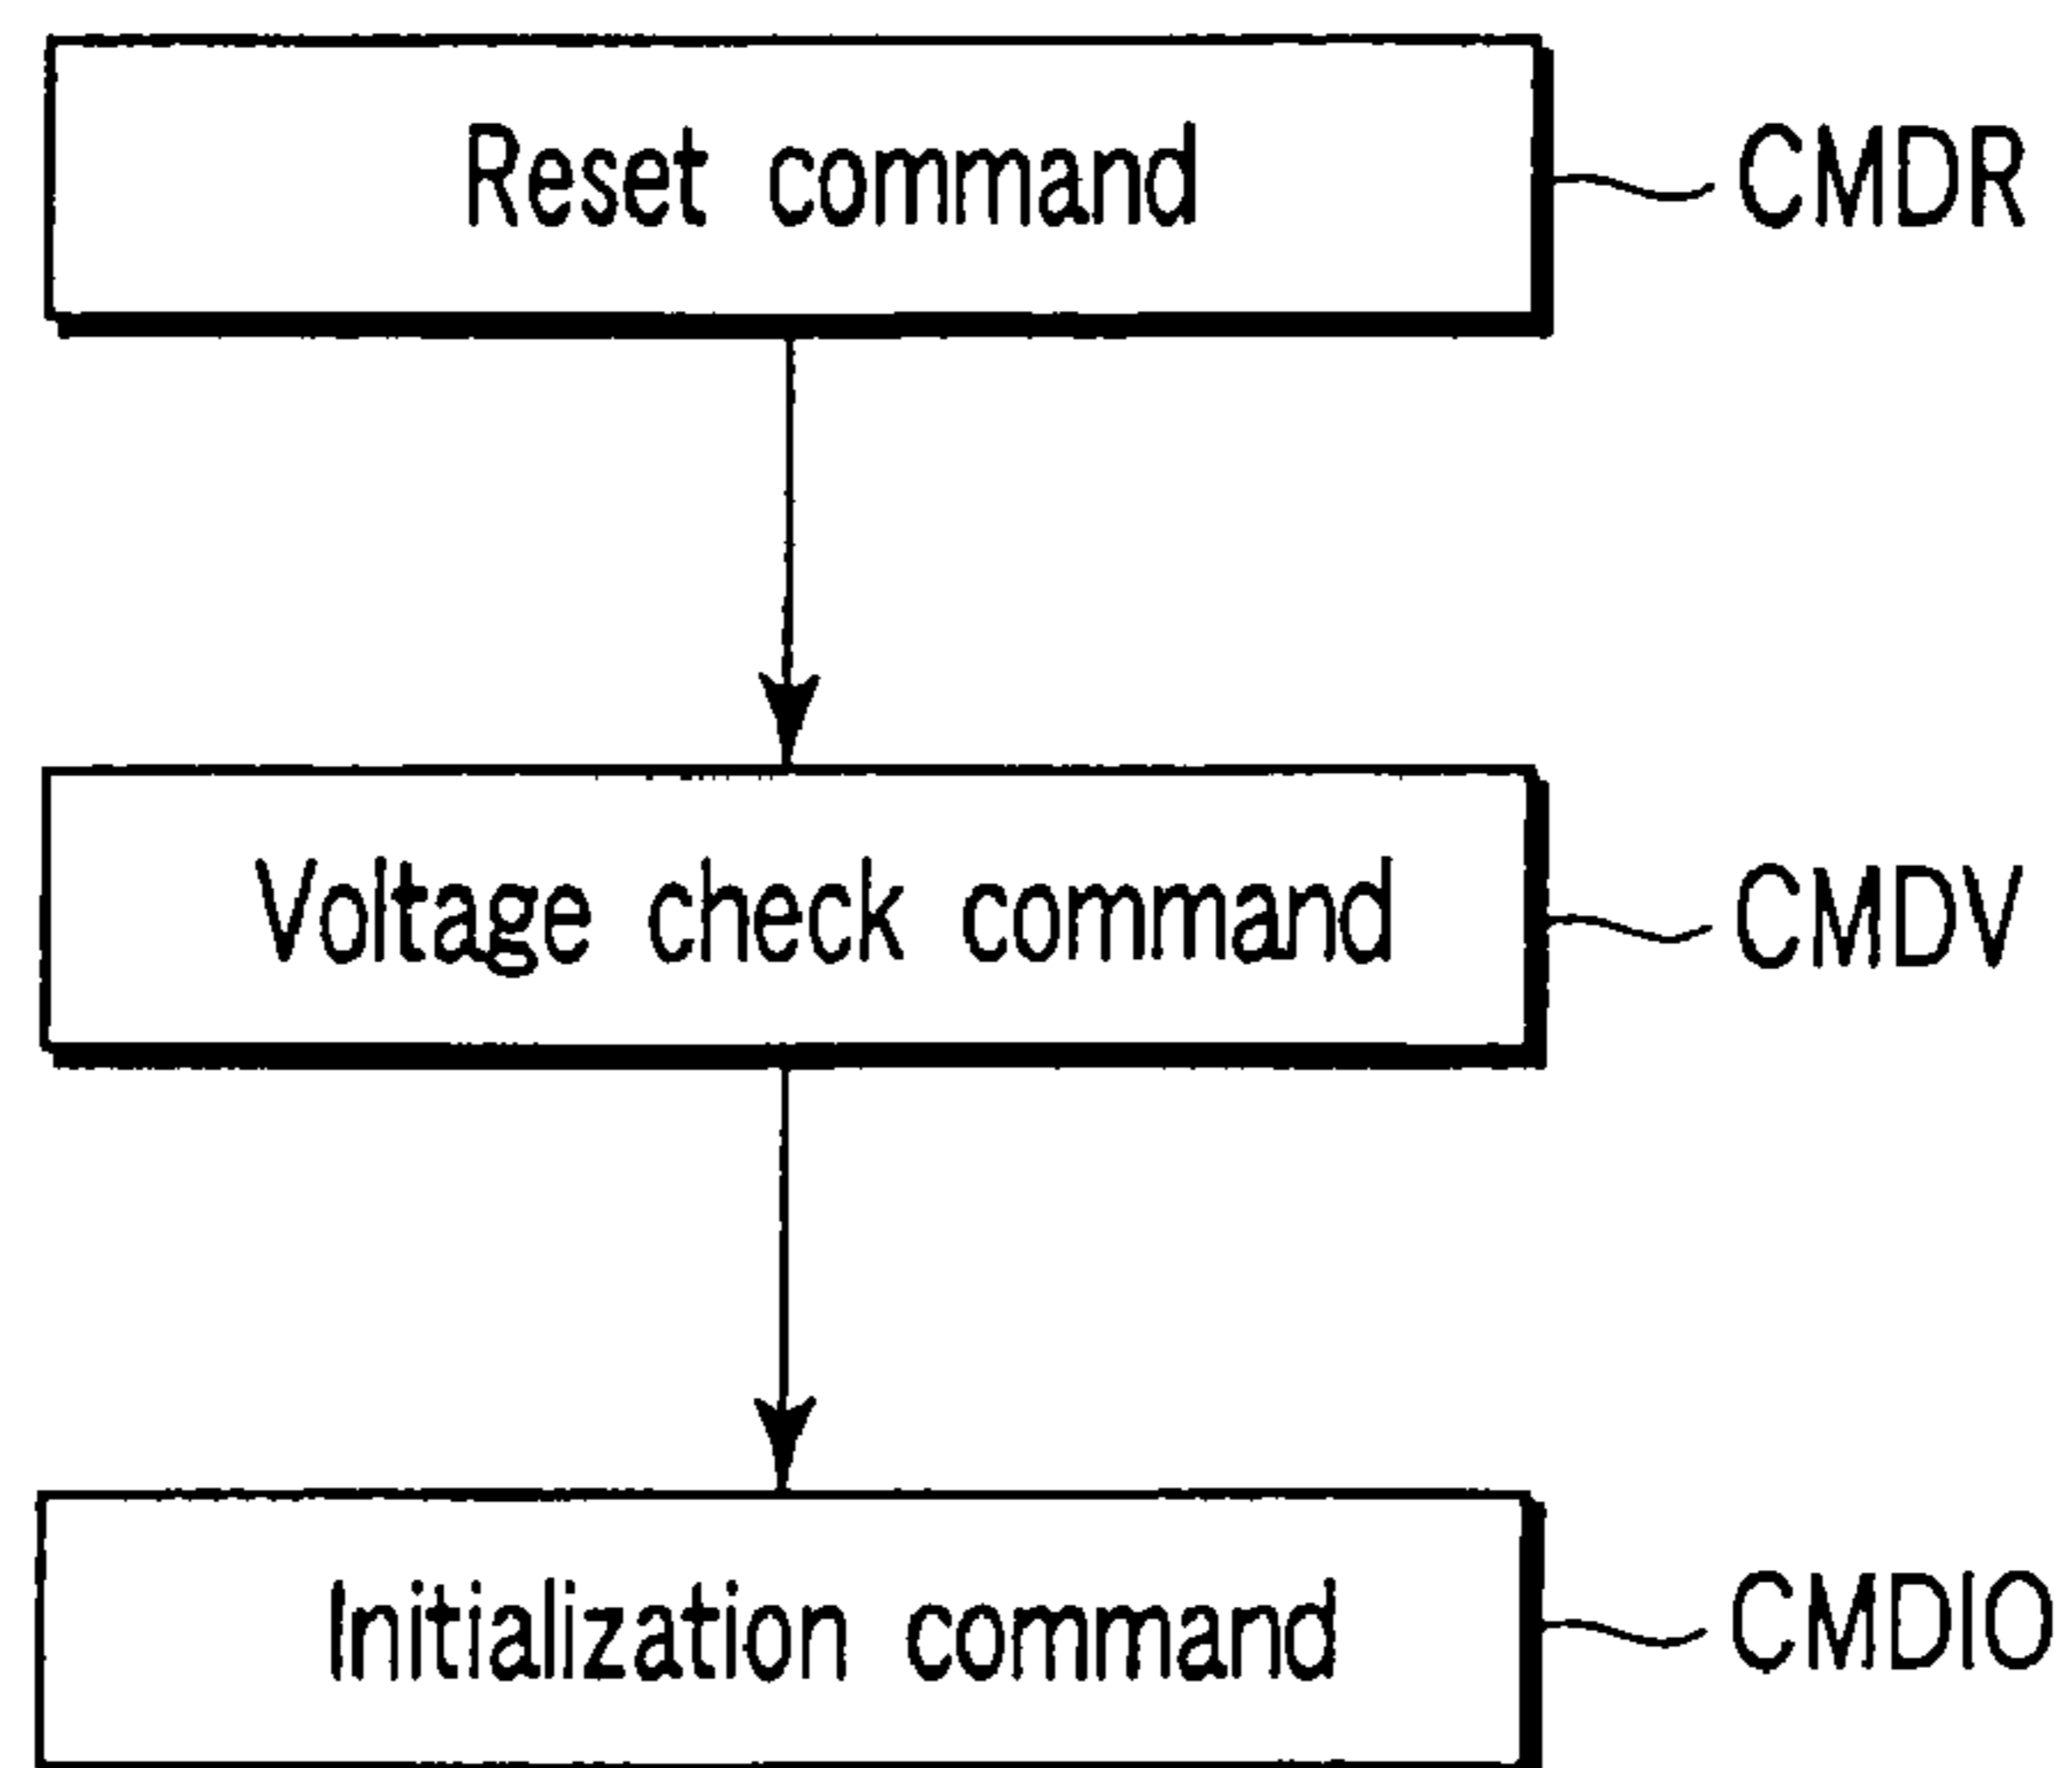 Reset command CMDR
Voltage check command CMDV
Initialization command CMDIO